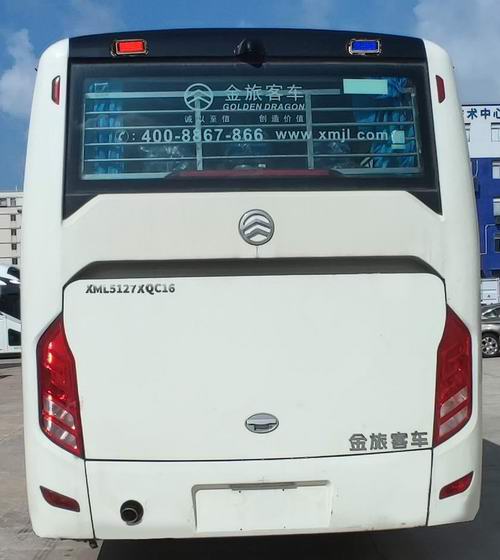 金旅客车
GOLDEN DRAGON
诚以至信 创造价值
:400-8867-866 www.xmjl.com
术中心
XML5127XQC16
金旅客车